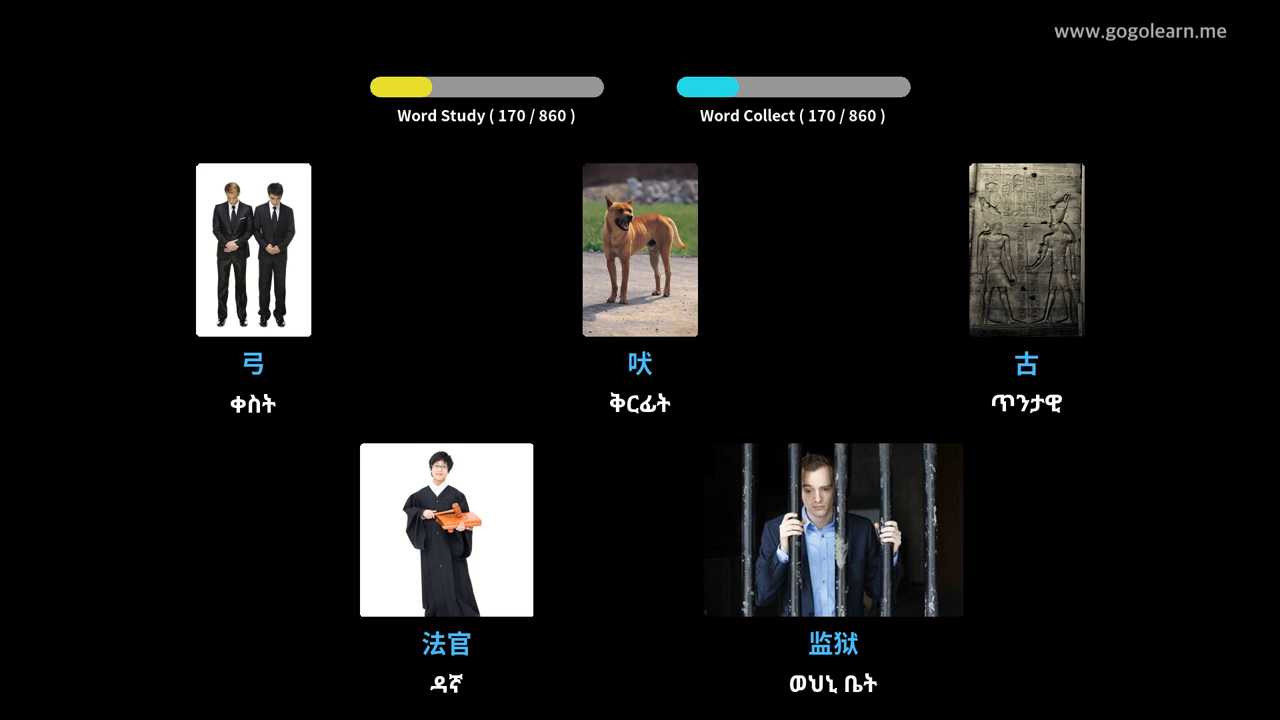 www.gogolearn.me
Word Study ( 170 / 860 )
Word Collect ( 170 / 860 )
弓
吠
古
ቀስት
ቅርፊት
ጥንታዊ
法官
监狱
ዳኛ
ወህኒ ቤት